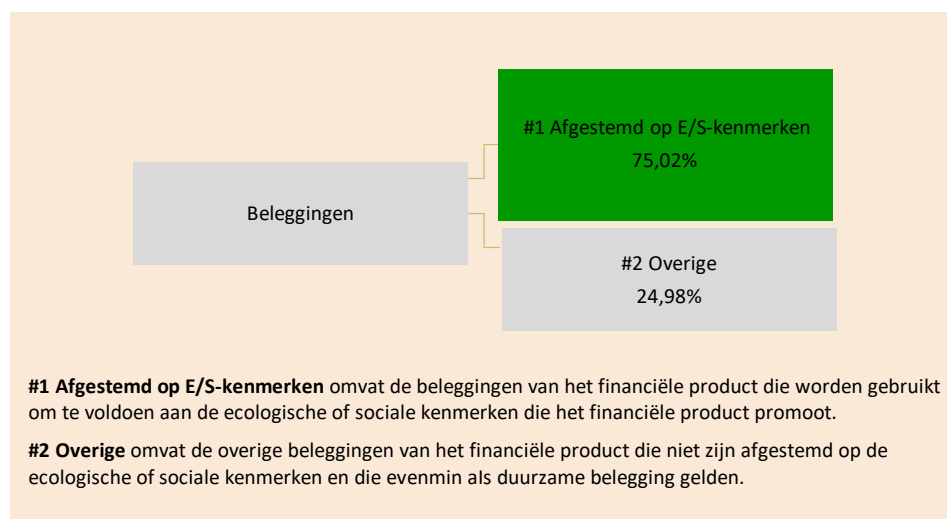 #1 Afgestemd op E/S-kenmerken
75,02%
Beleggingen
#2 Overige
24,98%
#1 Afgestemd op E/S-kenmerken omvat de beleggingen van het financiële product die worden gebruikt
om te voldoen aan de ecologische of sociale kenmerken die het financiële product promoot.
#2 Overige omvat de overige beleggingen van het financiële product die niet zijn afgestemd op de
ecologische of sociale kenmerken en die evenmin als duurzame belegging gelden.